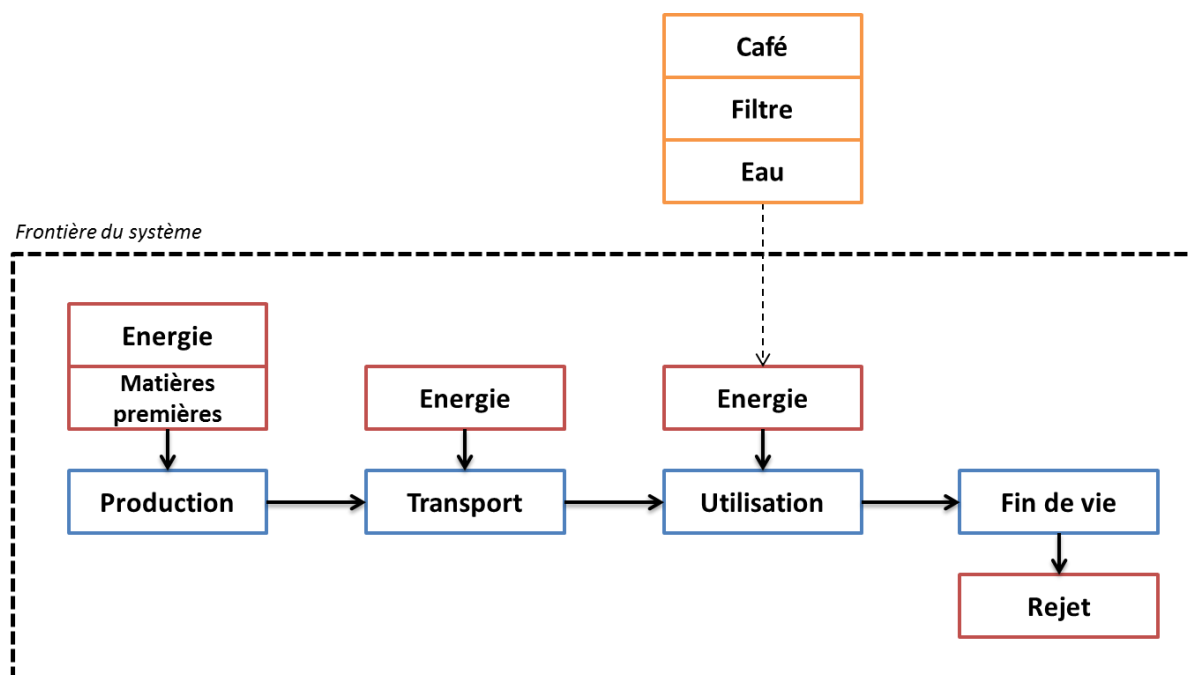 Café
Filtre
Eau
Frontière du système
Energie
Matières
premières
Energie
Energie
Production
Transport
Utilisation
Fin de vie
Rejet